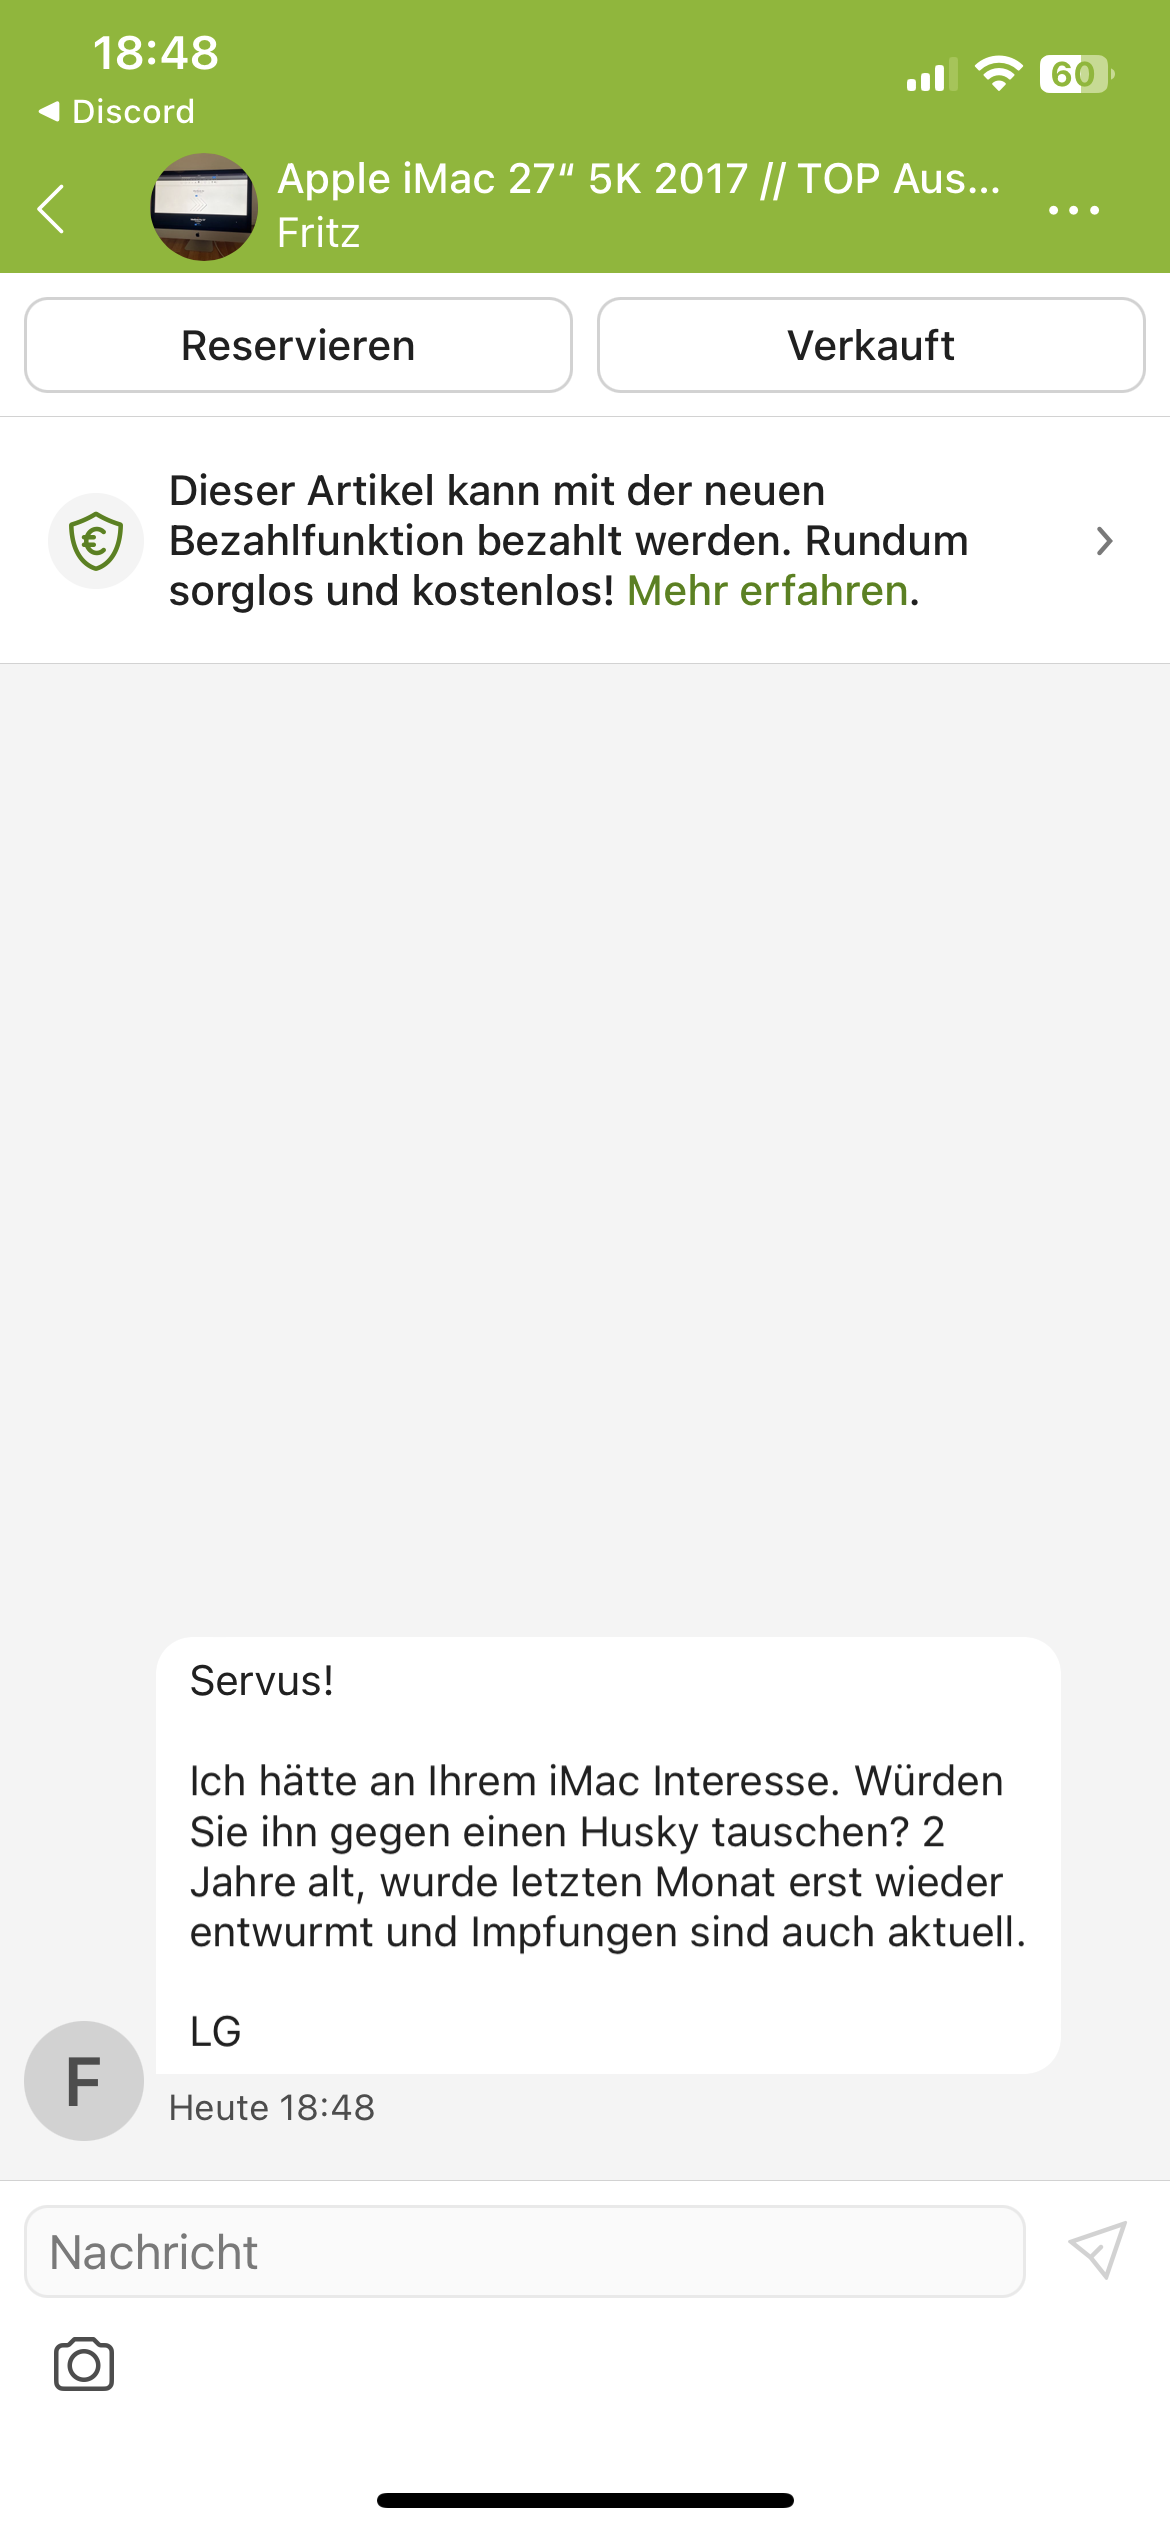 18:48
60
Discord
Apple iMac 27“ 5K 2017 // TOP Aus...
Fritz
Reservieren
Verkauft
Dieser Artikel kann mit der neuen
Bezahlfunktion bezahlt werden. Rundum
sorglos und kostenlos! Mehr erfahren.
Servus!
Ich hätte an Ihrem iMac Interesse. Würden
Sie ihn gegen einen Husky tauschen? 2
Jahre alt, wurde letzten Monat erst wieder
entwurmt und Impfungen sind auch aktuell.
LG
F
Heute 18:48
Nachricht